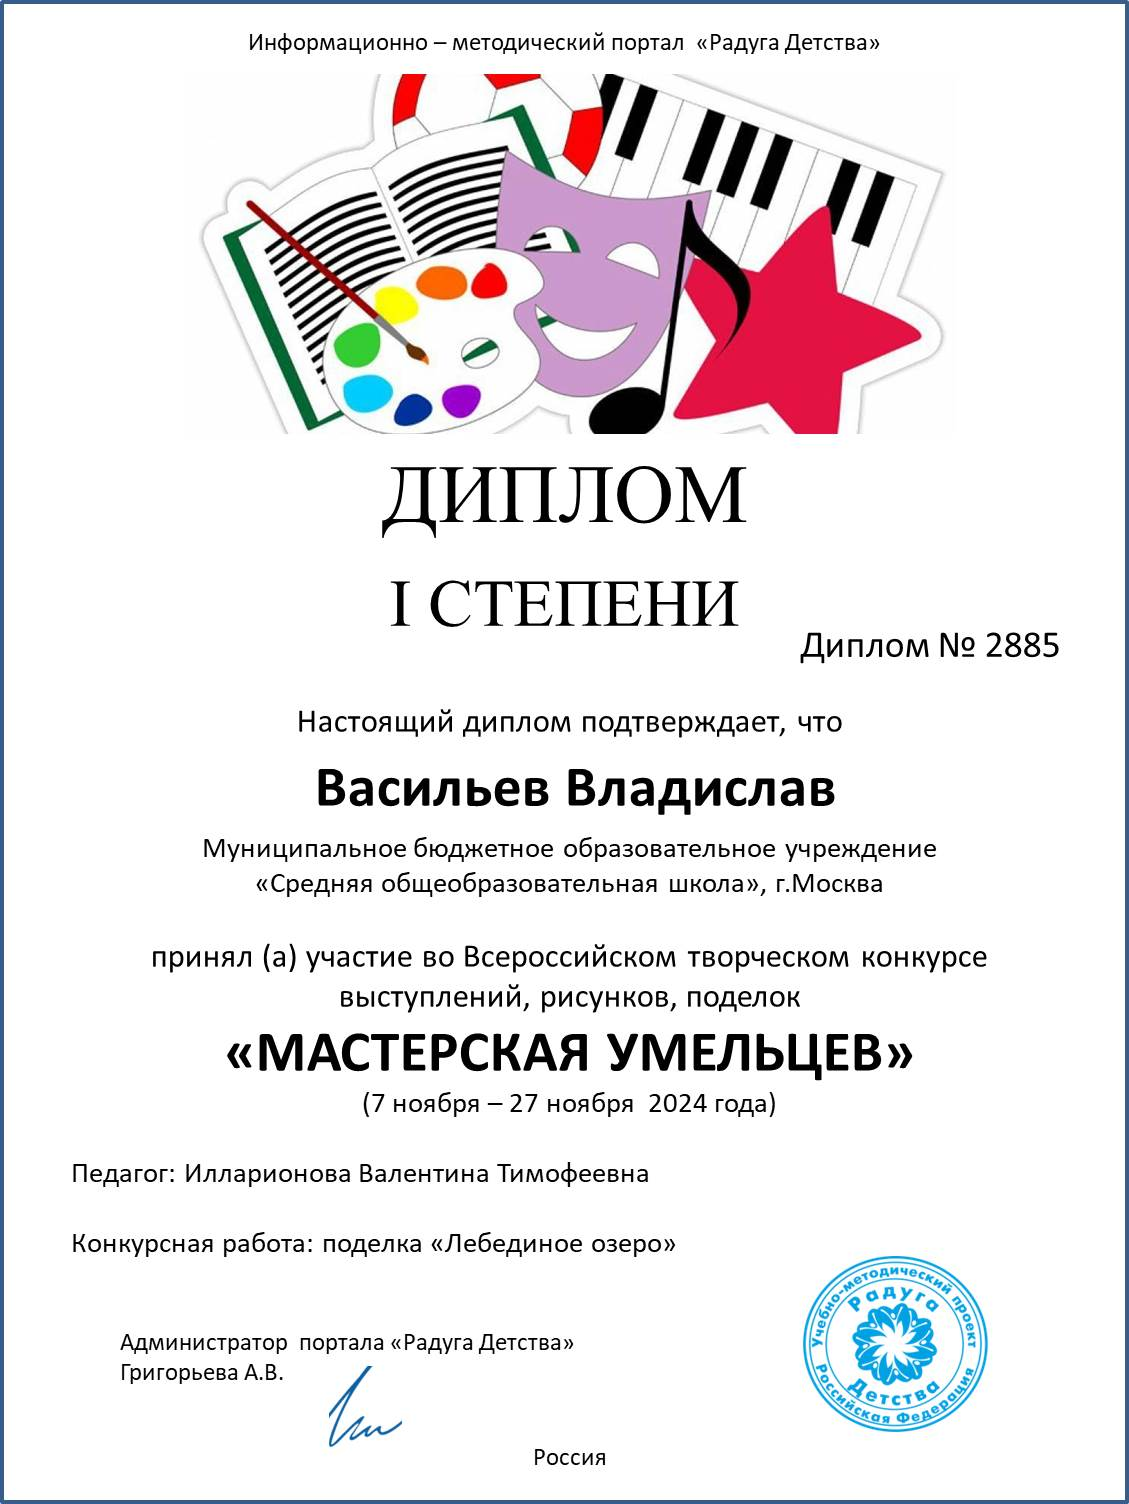 Информационно – методический портал «Радуга Детства»
ДИПЛОМ
I СТЕПЕНИ
Диплом № 2885
Настоящий диплом подтверждает, что
Васильев Владислав
Муниципальное бюджетное образовательное учреждение
«Средняя общеобразовательная школа», г.Москва
принял (а) участие во Всероссийском творческом конкурсе
выступлений, рисунков, поделок
«МАСТЕРСКАЯ УМЕЛЬЦЕВ»
(7 ноября – 27 ноября 2024 года)
Педагог: Илларионова Валентина Тимофеевна
Конкурсная работа: поделка «Лебединое озеро»
Учебно-методический проект
Радуга
Детства
Российская Федерация
Администратор портала «Радуга Детства»
Григорьева А.В.
Россия